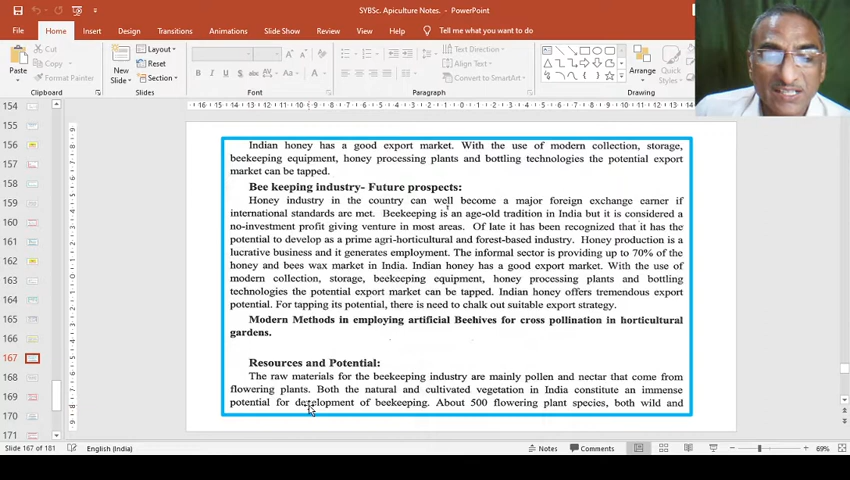 SYBSc. Apiculture Notes. - PowerPoint
File Home Insert Design Transitions Animations Slide Show Review View Help Tell me what you want to do
Paste
Cut
Copy
Format Painter
Clipboard
New Slide
Layout
Reset
Section
Slides
B I U S
Font
Paragraph
Text Direction
Align Text
Convert to SmartArt
Arrange
Quick Styles
Drawing
154
155
156
157
158
159
160
161
162
163
164
165
166
167
168
169
170
171
Indian honey has a good export market. With the use of modern collection, storage,
beekeeping equipment, honey processing plants and bottling technologies the potential export
market can be tapped.
Bee keeping industry- Future prospects:
Honey industry in the country can well become a major foreign exchange earner if
international standards are met. Beekeeping is an age-old tradition in India but it is considered a
no-investment profit giving venture in most areas. Of late it has been recognized that it has the
potential to develop as a prime agri-horticultural and forest-based industry. Honey production is a
lucrative business and it generates employment. The informal sector is providing up to 70% of the
honey and bees wax market in India. Indian honey has a good export market. With the use of
modern collection, storage, beekeeping equipment, honey processing plants and bottling
technologies the potential export market can be tapped. Indian honey offers tremendous export
potential. For tapping its potential, there is need to chalk out suitable export strategy.
Modern Methods in employing artificial Beehives for cross pollination in horticultural
gardens.
Resources and Potential:
The raw materials for the beekeeping industry are mainly pollen and nectar that come from
flowering plants. Both the natural and cultivated vegetation in India constitute an immense
potential for development of beekeeping. About 500 flowering plant species, both wild and
Slide 167 of 181 English (India) Notes Comments 69%